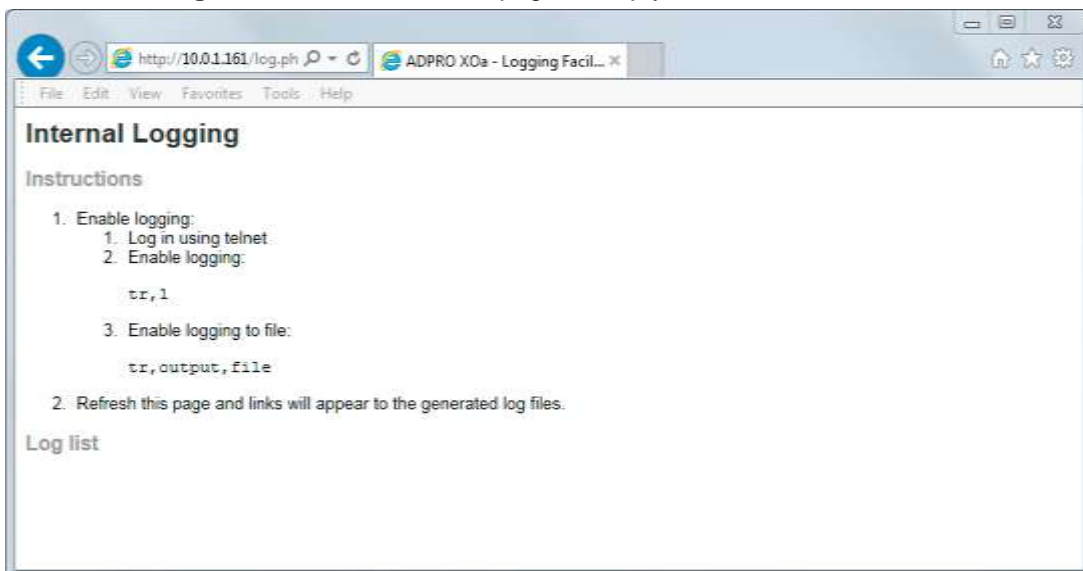 http://10.0.1.161/log.ph
ADPRO XOa - Logging Facil...
File Edit View Favorites Tools Help
Internal Logging
Instructions
1. Enable logging:
1. Log in using telnet
2. Enable logging:
tr,1
3. Enable logging to file:
tr,output,file
2. Refresh this page and links will appear to the generated log files.
Log list